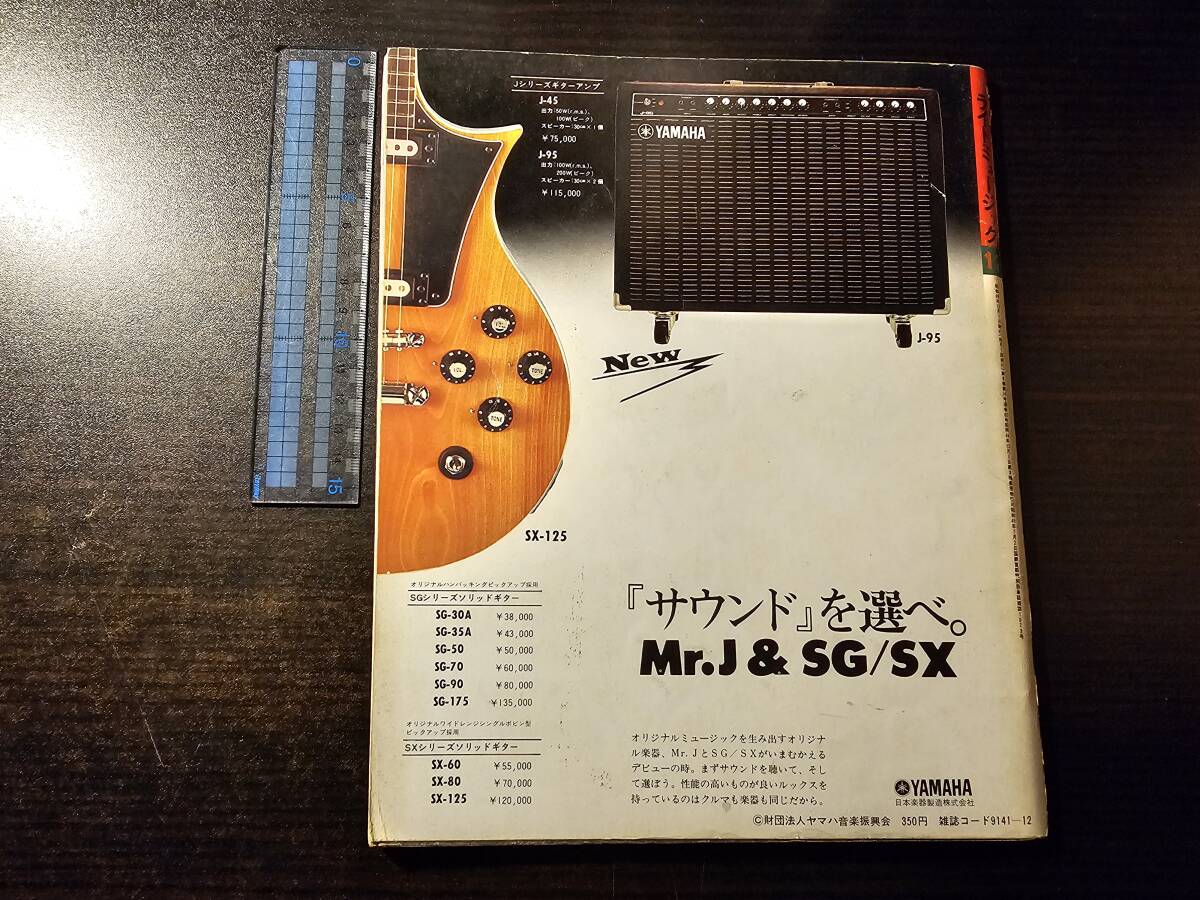 Jシリーズギターアンプ
J-45
出力:50W(r.m.s.)、
100W(ピーク)
スピーカー:30cm×1個
￥75,000
J-95
出力:100W(r.m.s.)、
200W(ピーク)
スピーカー:30cm×2個
￥115,000
YAMAHA
J-95
New
VOL
VOL
TONE
TONE
SX-125
オリジナルハンバッキングピックアップ採用
SGシリーズソリッドギター
SG-30A ￥38,000
SG-35A ￥43,000
SG-50 ￥50,000
SG-70 ￥60,000
SG-90 ￥80,000
SG-175 ￥135,000
オリジナルワイドレンジシングルボビン型
ピックアップ採用
SXシリーズソリッドギター
SX-60 ￥55,000
SX-80 ￥70,000
SX-125 ￥120,000
『サウンド』を選べ。
Mr.J & SG/SX
オリジナルミュージックを生み出すオリジナ
ル楽器、Mr.JとSG／SXがいまむかえる
デビューの時。まずサウンドを聴いて、そし
て選ぼう。性能の高いものが良いルックスを
持っているのはクルマも楽器も同じだから。
YAMAHA
日本楽器製造株式会社
©財団法人ヤマハ音楽振興会 350円 雑誌コード9141—12
0
15